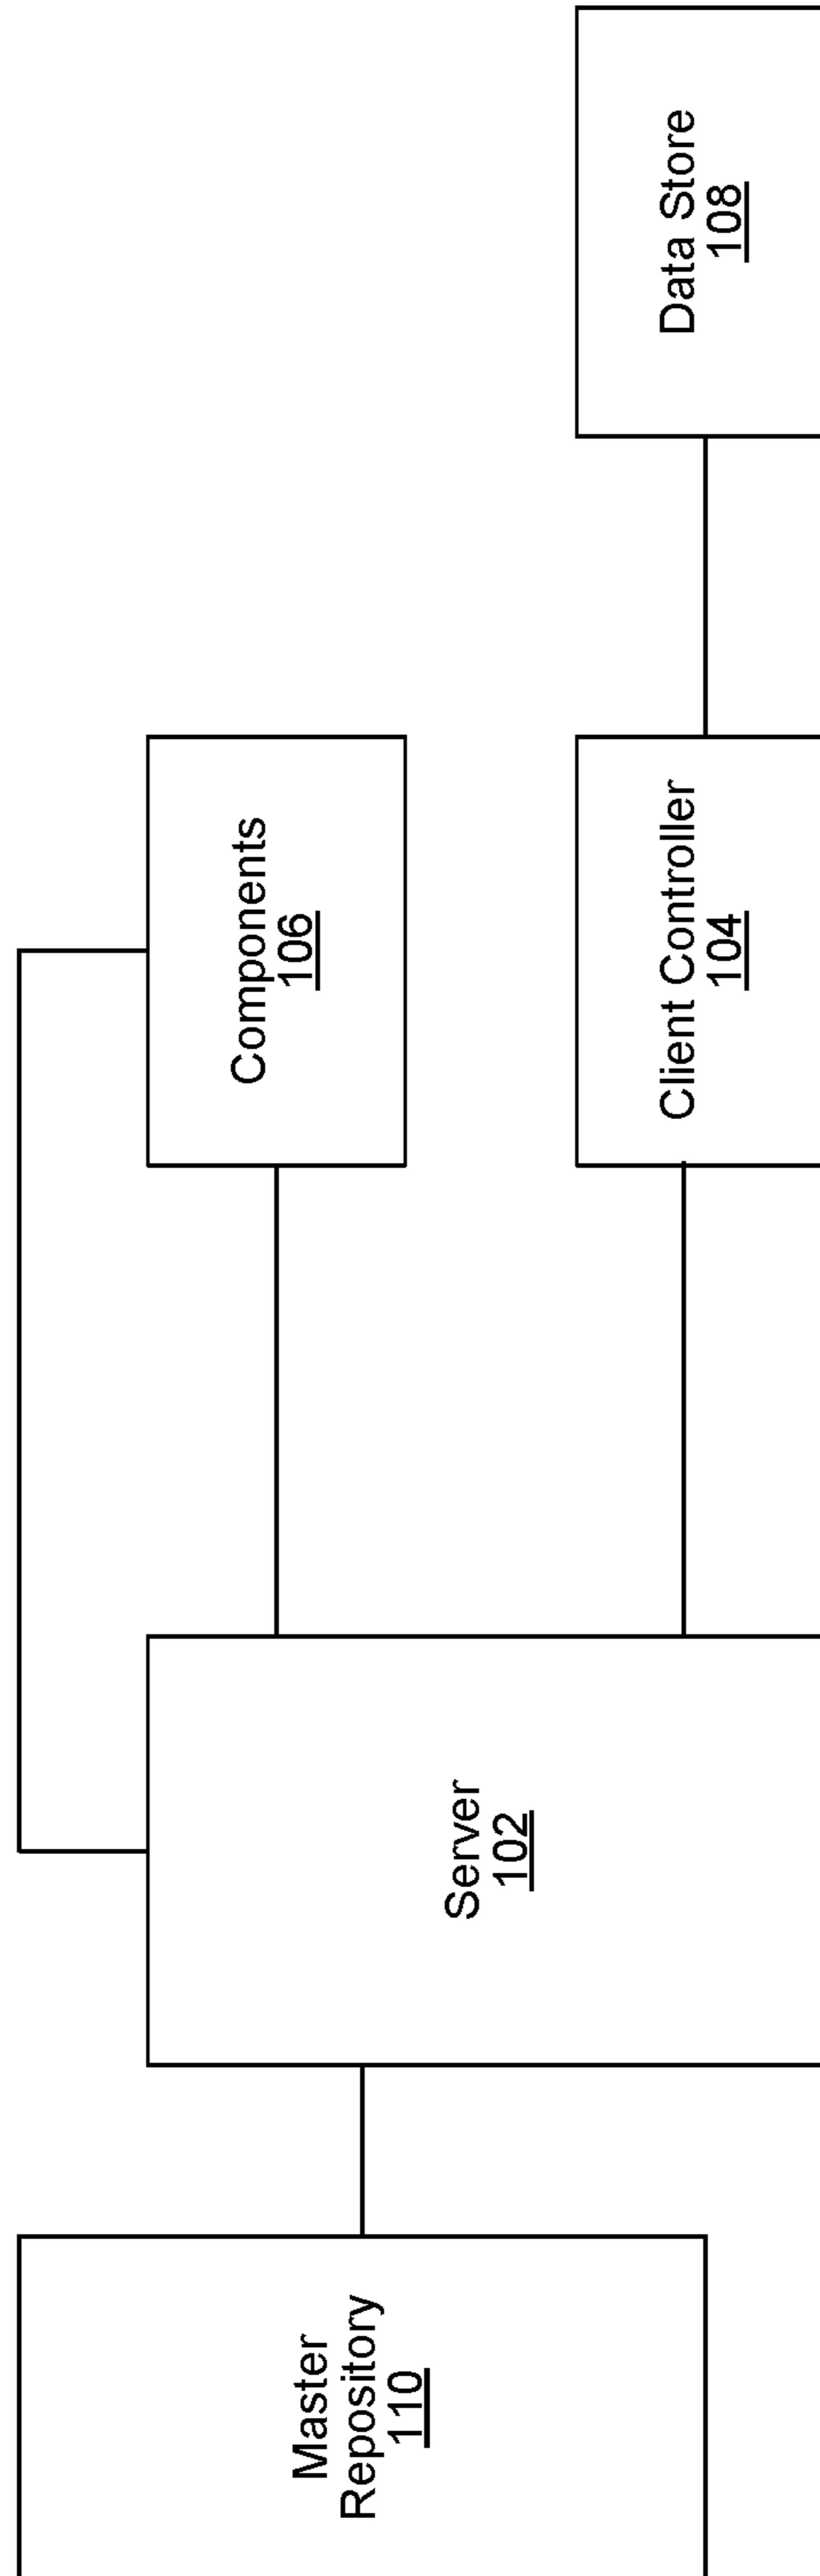 Master
Repository
110
Server
102
Components
106
Client Controller
104
Data Store
108